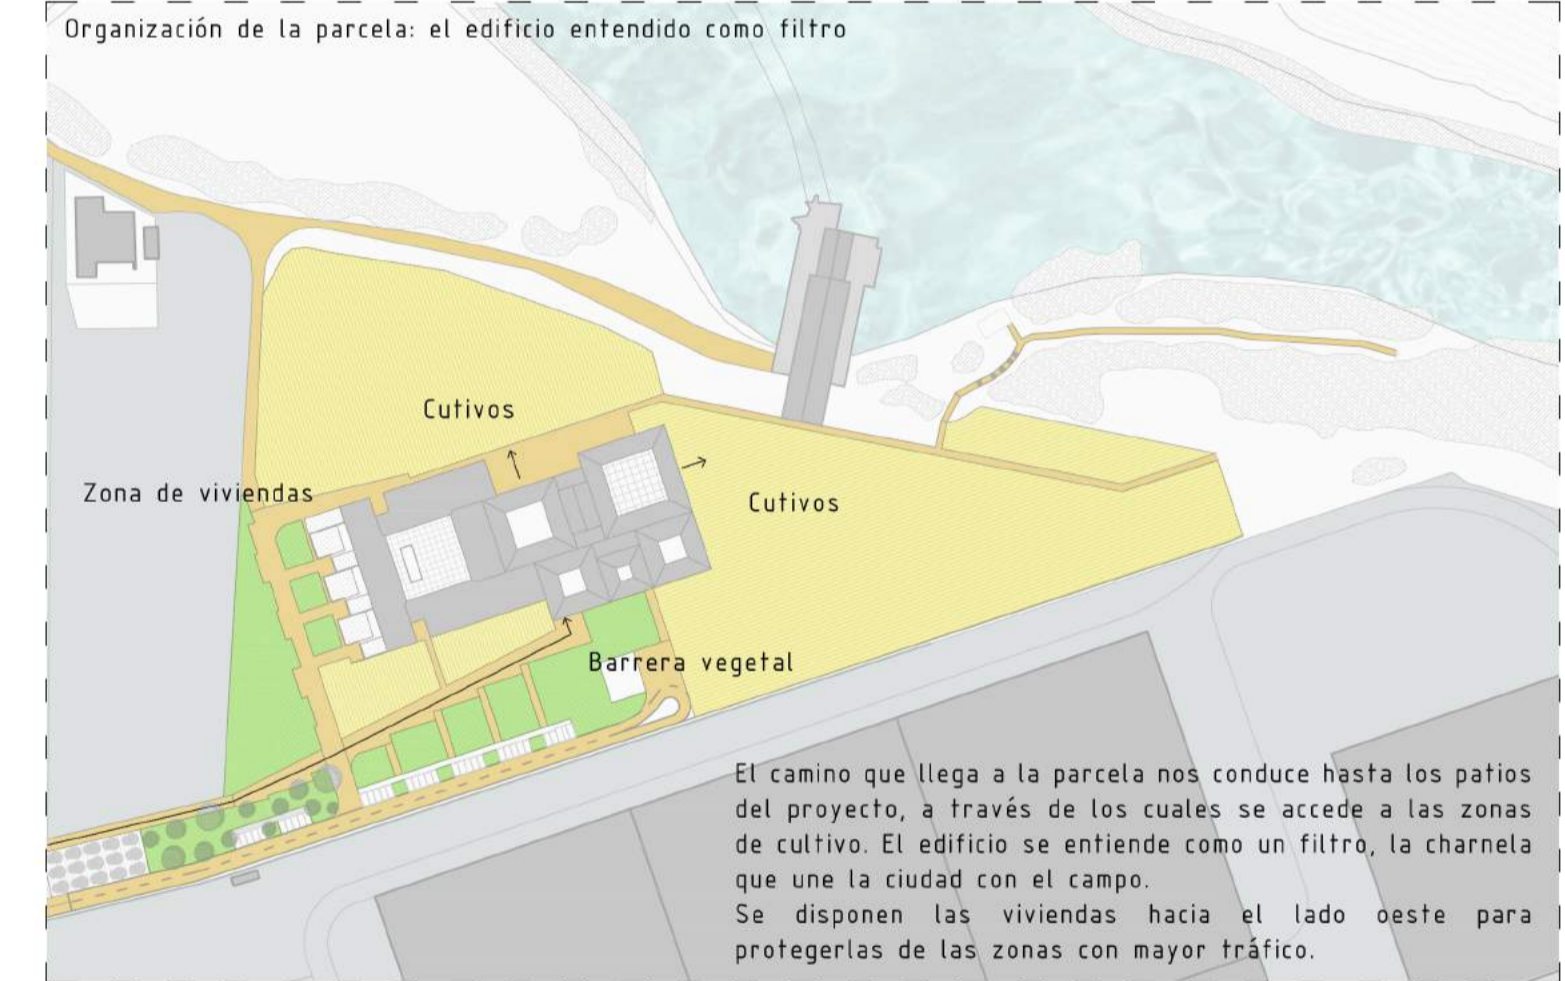 Organización de la parcela: el edificio entendido como filtro
Cutivos
Zona de viviendas
Cutivos
Barrera vegetal
El camino que llega a la parcela nos conduce hasta los patios
del proyecto, a través de los cuales se accede a las zonas
de cultivo. El edificio se entiende como un filtro, la charnela
que une la ciudad con el campo.
Se disponen las viviendas hacia el lado oeste para
protegerlas de las zonas con mayor tráfico.